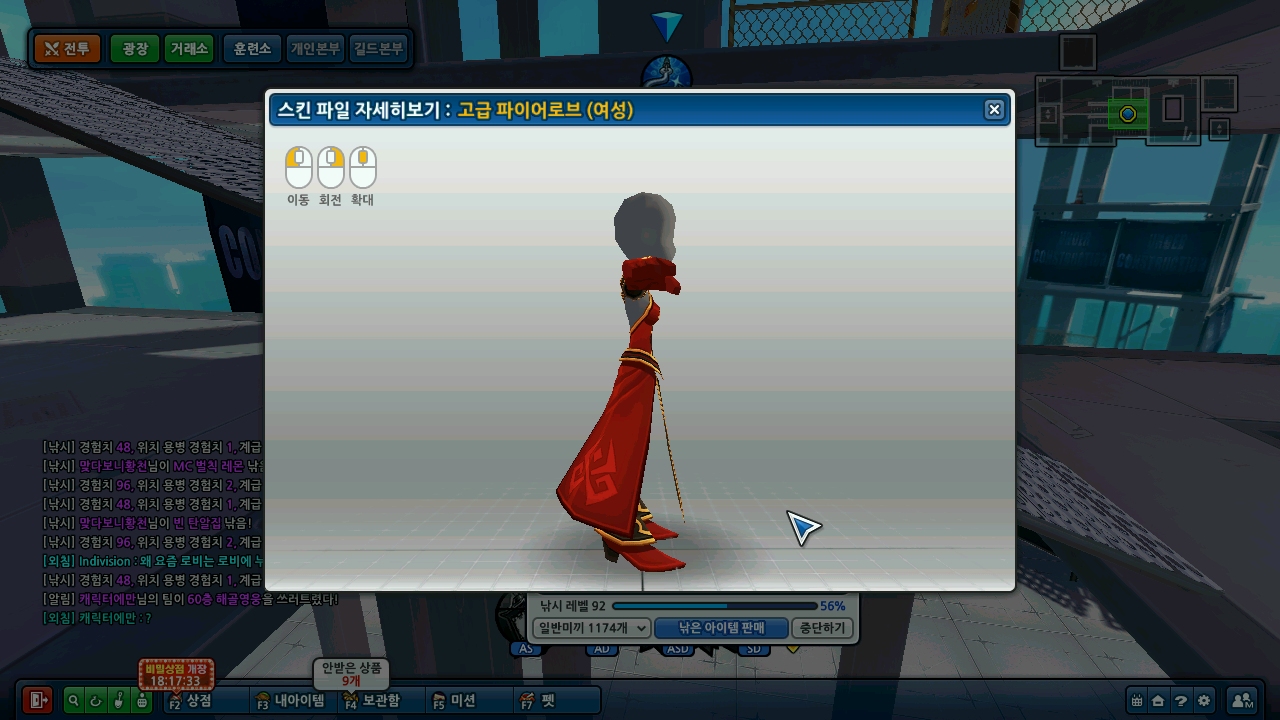 전투 광장 거래소 훈련소 개인본부 길드본부
스킨 파일 자세히보기 : 고급 파이어로브 (여성)
이동 회전 확대
[낚시] 경험치 48, 위치 용병 경험치 1, 계급
[낚시] 맞다보니황천님이 MC 벌칙 레몬 낚음
[낚시] 경험치 96, 위치 용병 경험치 2, 계급
[낚시] 경험치 48, 위치 용병 경험치 1, 계급
[낚시] 맞다보니황천님이 빈 탄알집 낚음!
[낚시] 경험치 96, 위치 용병 경험치 2, 계급
[외침] Indivision : 왜 요즘 로비는 로비에 누
[낚시] 경험치 48, 위치 용병 경험치 1, 계급
[알림] 캐릭터에만님의 팀이 60층 해골영웅을 쓰러트렸다!
[외침] 캐릭터에만 : ?
낚시 레벨 92 56%
일반미끼 1174개 낚은 아이템 판매 중단하기
AS AD ASD SD
비밀상점 개장
18:17:33
안받은 상품
9개
F2 상점 F3 내아이템 F4 보관함 F5 미션 F7 펫
M